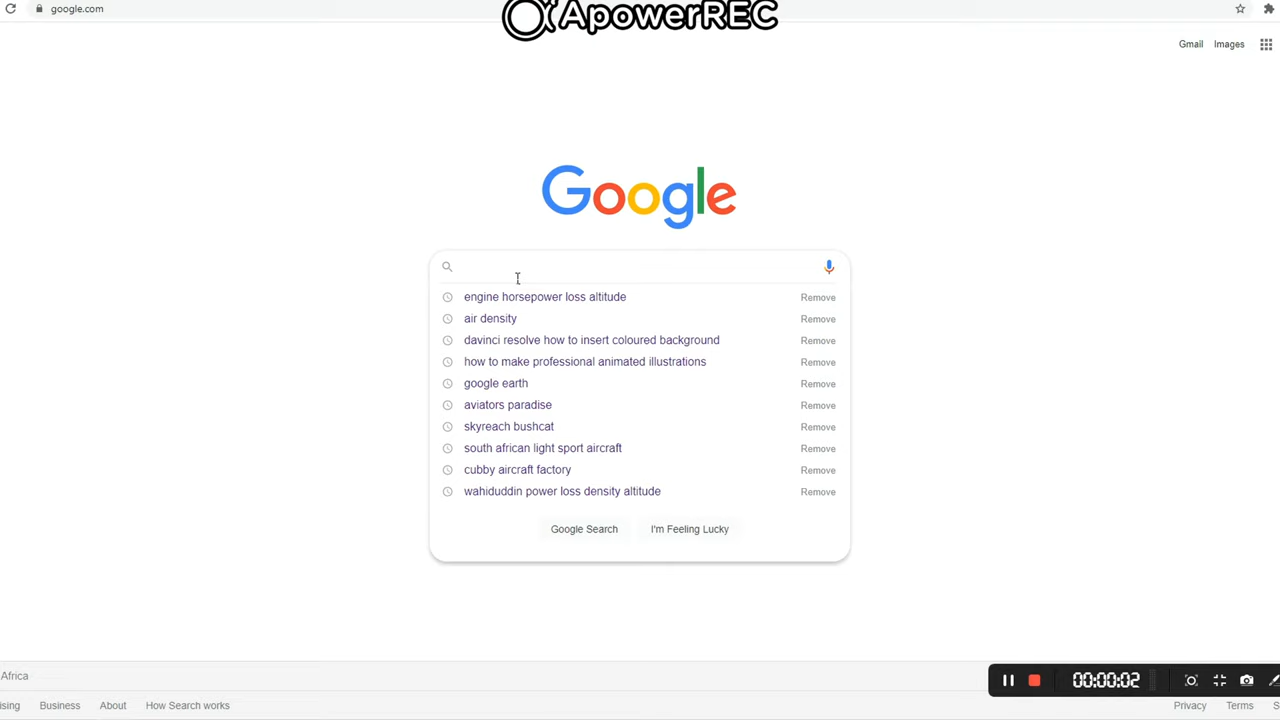 google.com
ApowerREC
Gmail Images
Google
engine horsepower loss altitude Remove
air density Remove
davinci resolve how to insert coloured background Remove
how to make professional animated illustrations Remove
google earth Remove
aviators paradise Remove
skyreach bushcat Remove
south african light sport aircraft Remove
cubby aircraft factory Remove
wahiduddin power loss density altitude Remove
Google Search I'm Feeling Lucky
Africa
00:00:02
ising Business About How Search works Privacy Terms S